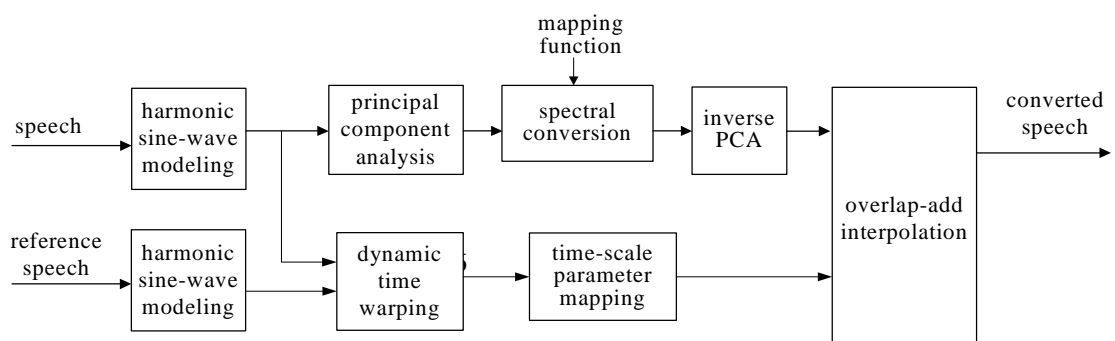 mapping
function
speech
harmonic
sine-wave
modeling
principal
component
analysis
spectral
conversion
inverse
PCA
converted
speech
overlap-add
interpolation
reference
speech
harmonic
sine-wave
modeling
dynamic
time
warping
time-scale
parameter
mapping